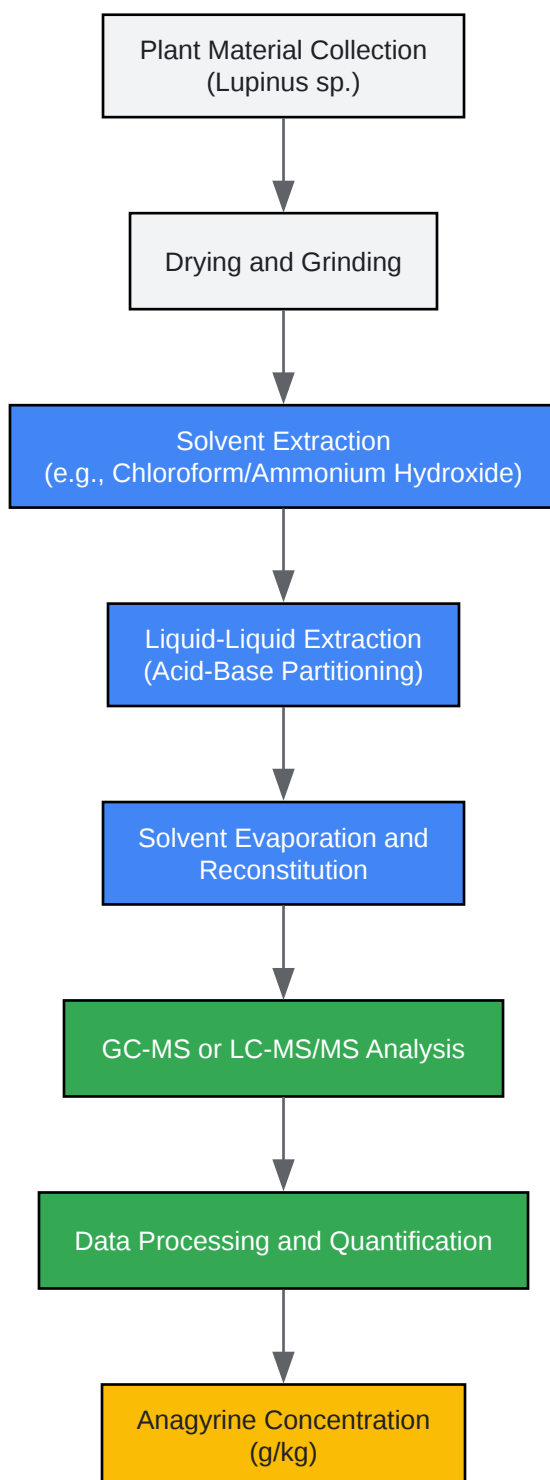 Plant Material Collection
(Lupinus sp.)
Drying and Grinding
Solvent Extraction
(e.g., Chloroform/Ammonium Hydroxide)
Liquid-Liquid Extraction
(Acid-Base Partitioning)
Solvent Evaporation and
Reconstitution
GC-MS or LC-MS/MS Analysis
Data Processing and Quantification
Anagyrine Concentration
(g/kg)